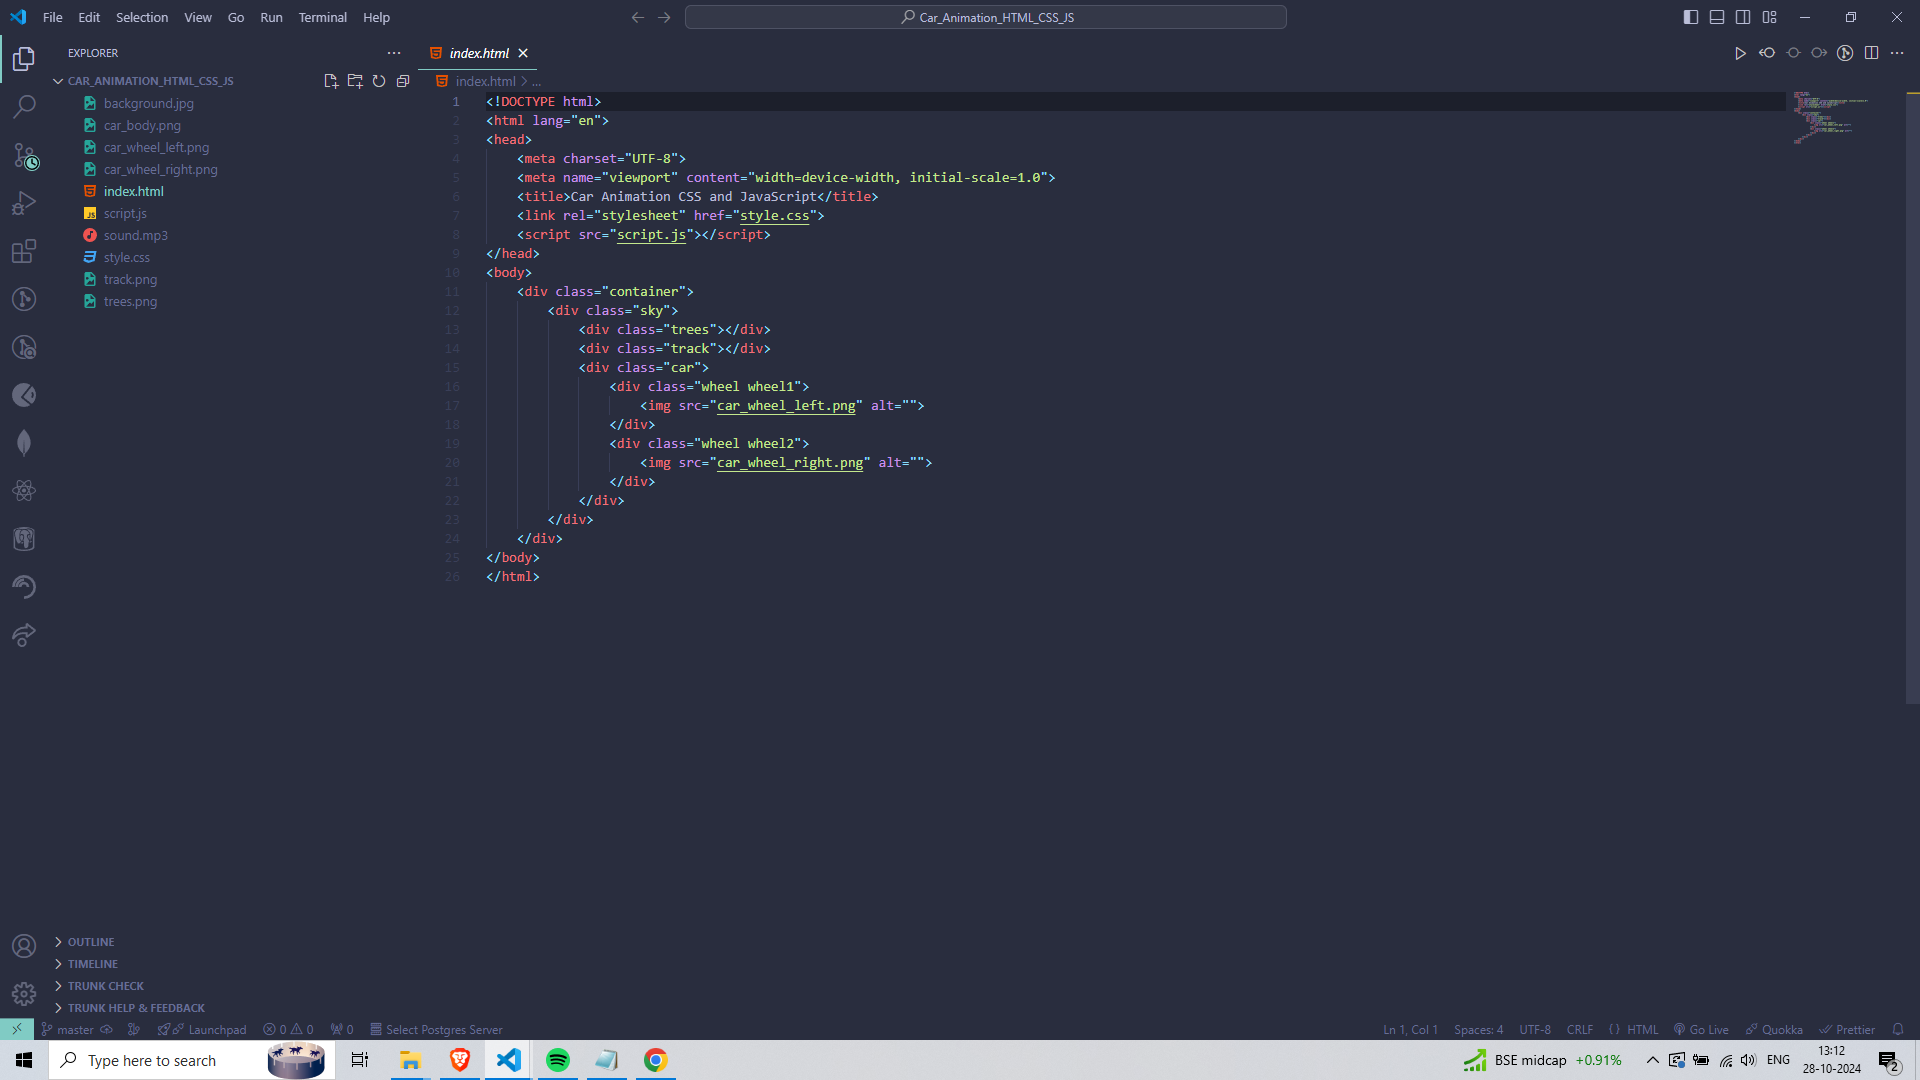 File Edit Selection View Go Run Terminal Help
Car_Animation_HTML_CSS_JS
EXPLORER
CAR_ANIMATION_HTML_CSS_JS
background.jpg
car_body.png
car_wheel_left.png
car_wheel_right.png
index.html
script.js
sound.mp3
style.css
track.png
trees.png
OUTLINE
TIMELINE
TRUNK CHECK
TRUNK HELP & FEEDBACK
index.html
index.html > ...
1 <!DOCTYPE html>
2 <html lang="en">
3 <head>
4 <meta charset="UTF-8">
5 <meta name="viewport" content="width=device-width, initial-scale=1.0">
6 <title>Car Animation CSS and JavaScript</title>
7 <link rel="stylesheet" href="style.css">
8 <script src="script.js"></script>
9 </head>
10 <body>
11 <div class="container">
12 <div class="sky">
13 <div class="trees"></div>
14 <div class="track"></div>
15 <div class="car">
16 <div class="wheel wheel1">
17 <img src="car_wheel_left.png" alt="">
18 </div>
19 <div class="wheel wheel2">
20 <img src="car_wheel_right.png" alt="">
21 </div>
22 </div>
23 </div>
24 </div>
25 </body>
26 </html>
master Launchpad 0 0 0 Select Postgres Server Ln 1, Col 1 Spaces: 4 UTF-8 CRLF {} HTML Go Live Quokka Prettier
Type here to search
BSE midcap +0.91%
ENG
13:12
28-10-2024
2